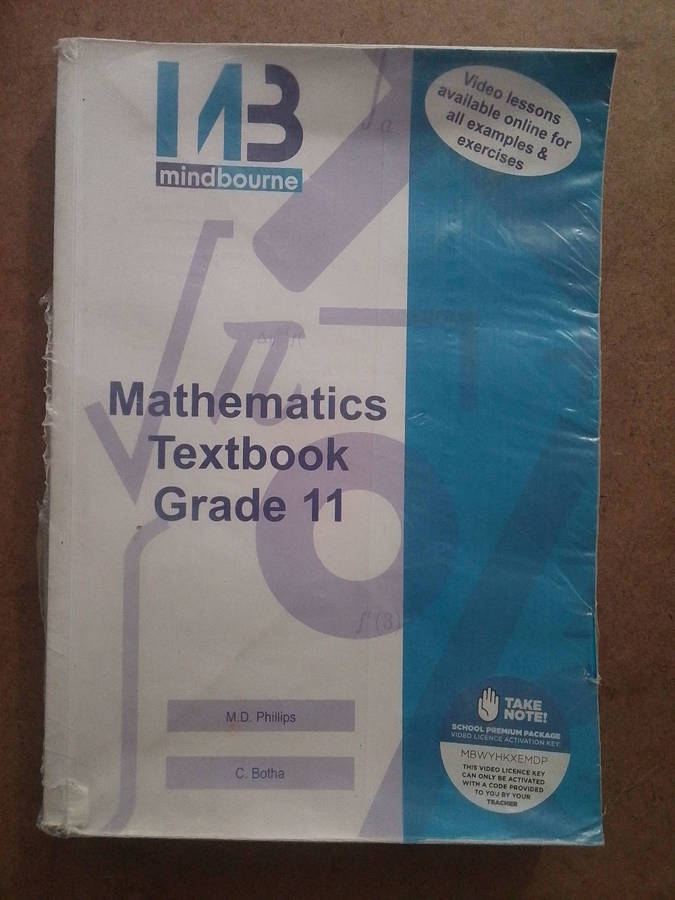 MB
mindbourne
Video lessons
available online for
all examples &
exercises
a
n
Mathematics
Textbook
Grade 11
f'(3)
M.D. Phillips
C. Botha
TAKE
NOTE!
SCHOOL PREMIUM PACKAGE
VIDEO LICENCE ACTIVATION KEY:
MBWYHKXEMDP
THIS VIDEO LICENCE KEY
CAN ONLY BE ACTIVATED
WITH A CODE PROVIDED
TO YOU BY YOUR
TEACHER